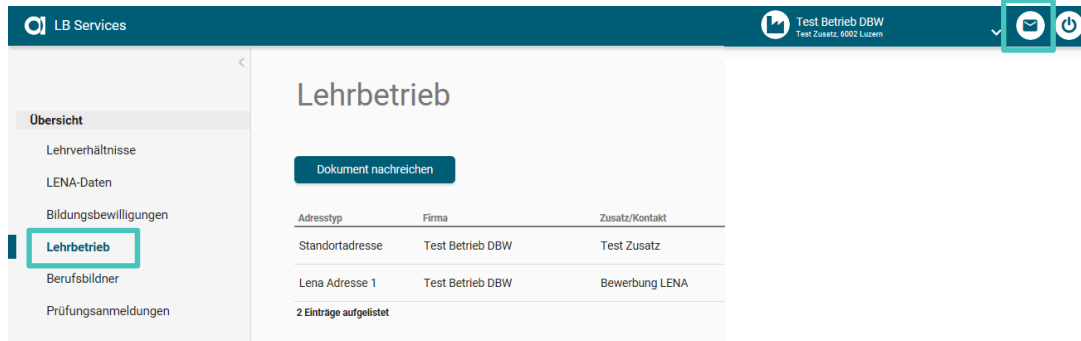 LB Services
Test Betrieb DBW
Test Zusatz, 6002 Luzern
Übersicht
Lehrverhältnisse
LENA-Daten
Bildungsbewilligungen
Lehrbetrieb
Berufsbildner
Prüfungsanmeldungen
Lehrbetrieb
Dokument nachreichen
Adresstyp Firma Zusatz/Kontakt
Standortadresse Test Betrieb DBW Test Zusatz
Lena Adresse 1 Test Betrieb DBW Bewerbung LENA
2 Einträge aufgelistet